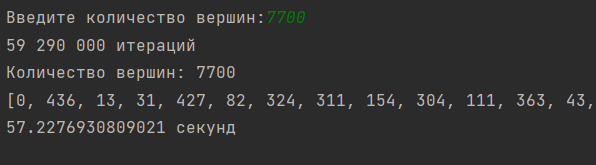 Введите количество вершин:7700
59 290 000 итераций
Количество вершин: 7700
[0, 436, 13, 31, 427, 82, 324, 311, 154, 304, 111, 363, 43,
57.2276930809021 секунд